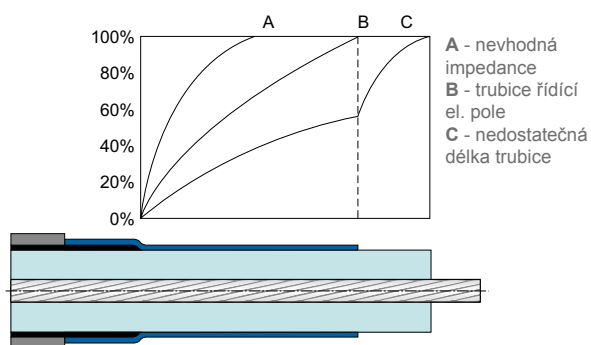 A B C
100%
80%
60%
40%
20%
0%
A - nevhodná
impedance
B - trubice řídící
el. pole
C - nedostatečná
délka trubice